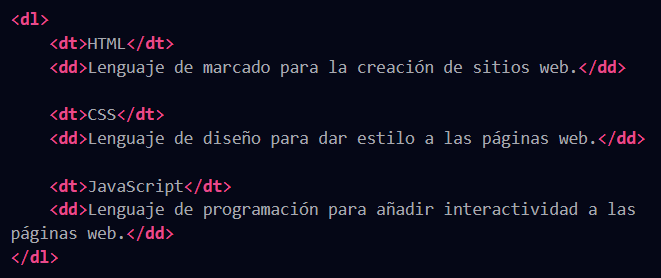 <dl>
<dt>HTML</dt>
<dd>Lenguaje de marcado para la creación de sitios web.</dd>
<dt>CSS</dt>
<dd>Lenguaje de diseño para dar estilo a las páginas web.</dd>
<dt>JavaScript</dt>
<dd>Lenguaje de programación para añadir interactividad a las
páginas web.</dd>
</dl>